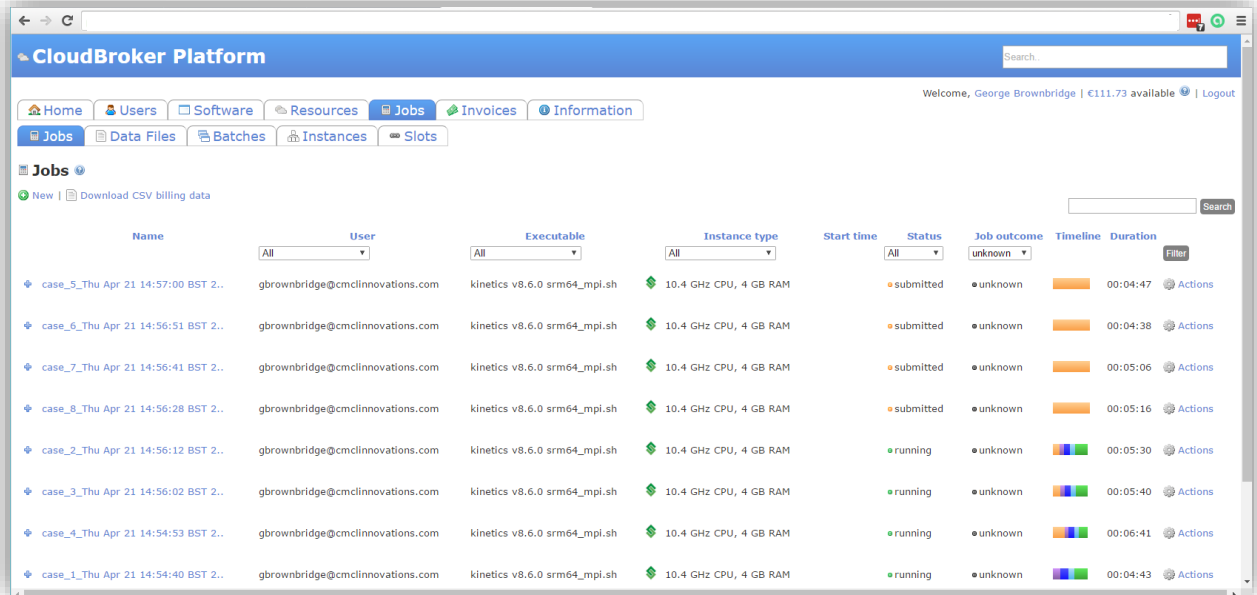 7
CloudBroker Platform
Search..
Welcome, George Brownbridge | €111.73 available | Logout
Home Users Software Resources Jobs Invoices Information
Jobs Data Files Batches Instances Slots
Jobs
New | Download CSV billing data
Search
Name User Executable Instance type Start time Status Job outcome Timeline Duration
All All All All unknown Filter
case_5_Thu Apr 21 14:57:00 BST 2.. gbrownbridge@cmclinnovations.com kinetics v8.6.0 srm64_mpi.sh 10.4 GHz CPU, 4 GB RAM submitted unknown 00:04:47 Actions
case_6_Thu Apr 21 14:56:51 BST 2.. gbrownbridge@cmclinnovations.com kinetics v8.6.0 srm64_mpi.sh 10.4 GHz CPU, 4 GB RAM submitted unknown 00:04:38 Actions
case_7_Thu Apr 21 14:56:41 BST 2.. gbrownbridge@cmclinnovations.com kinetics v8.6.0 srm64_mpi.sh 10.4 GHz CPU, 4 GB RAM submitted unknown 00:05:06 Actions
case_8_Thu Apr 21 14:56:28 BST 2.. gbrownbridge@cmclinnovations.com kinetics v8.6.0 srm64_mpi.sh 10.4 GHz CPU, 4 GB RAM submitted unknown 00:05:16 Actions
case_2_Thu Apr 21 14:56:12 BST 2.. gbrownbridge@cmclinnovations.com kinetics v8.6.0 srm64_mpi.sh 10.4 GHz CPU, 4 GB RAM running unknown 00:05:30 Actions
case_3_Thu Apr 21 14:56:02 BST 2.. gbrownbridge@cmclinnovations.com kinetics v8.6.0 srm64_mpi.sh 10.4 GHz CPU, 4 GB RAM running unknown 00:05:40 Actions
case_4_Thu Apr 21 14:54:53 BST 2.. gbrownbridge@cmclinnovations.com kinetics v8.6.0 srm64_mpi.sh 10.4 GHz CPU, 4 GB RAM running unknown 00:06:41 Actions
case_1_Thu Apr 21 14:54:40 BST 2.. gbrownbridge@cmclinnovations.com kinetics v8.6.0 srm64_mpi.sh 10.4 GHz CPU, 4 GB RAM running unknown 00:04:43 Actions